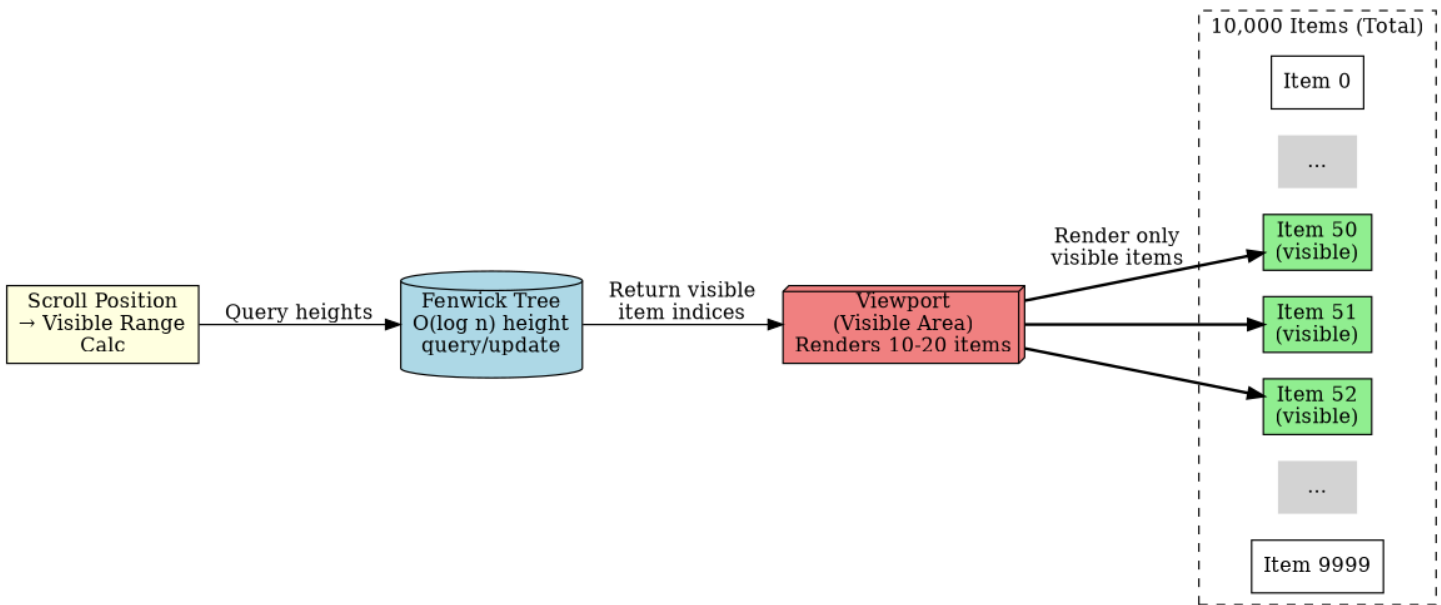 10,000 Items (Total)
Item 0
...
Item 50
(visible)
Render only
visible items
Scroll Position
→ Visible Range
Calc
Query heights
Fenwick Tree
O(log n) height
query/update
Return visible
item indices
Viewport
(Visible Area)
Renders 10-20 items
Item 51
(visible)
Item 52
(visible)
...
Item 9999